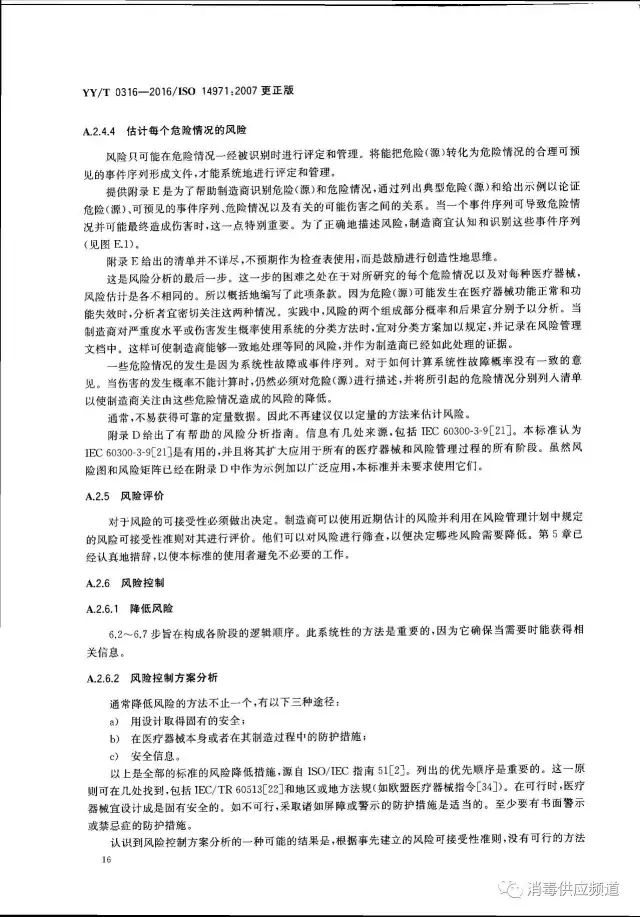 YY/T 0316—2016/ISO 14971:2007 更正版
A.2.4.4 估计每个危险情况的风险
风险只可能在危险情况一经被识别时进行评定和管理。将能把危险(源)转化为危险情况的合理可预
见的事件序列形成文件,才能系统地进行评定和管理。
提供附录 E 是为了帮助制造商识别危险(源)和危险情况,通过列出典型危险(源)和给出示例以论证
危险(源)、可预见的事件序列、危险情况以及有关的可能伤害之间的关系。当一个事件序列可导致危险情
况并可能最终造成伤害时,这一点特别重要。为了正确地描述风险,制造商宜认知和识别这些事件序列
(见图 E.1)。
附录 E 给出的清单并不详尽,不预期作为检查表使用,而是鼓励进行创造性地思维。
这是风险分析的最后一步。这一步的困难之处在于对所研究的每个危险情况以及对每种医疗器械,
风险估计是各不相同的。所以概括地编写了此项条款。因为危险(源)可能发生在医疗器械功能正常和功
能失效时,分析者宜密切关注这两种情况。实践中,风险的两个组成部分概率和后果宜分别予以分析。当
制造商对严重度水平或伤害发生概率使用系统的分类方法时,宜对分类方案加以规定,并记录在风险管理
文档中。这样可使制造商能够一致地处理等同的风险,并作为制造商已经如此处理的证据。
一些危险情况的发生是因为系统性故障或事件序列。对于如何计算系统性故障概率没有一致的意
见。当伤害的发生概率不能计算时,仍然必须对危险(源)进行描述,并将所引起的危险情况分别列入清单
以使制造商关注由这些危险情况造成的风险的降低。
通常,不易获得可靠的定量数据。因此不再建议仅以定量的方法来估计风险。
附录 D 给出了有帮助的风险分析指南。信息有几处来源,包括 IEC 60300-3-9[21]。本标准认为
IEC 60300-3-9[21]是有用的,并且将其扩大应用于所有的医疗器械和风险管理过程的所有阶段。虽然风
险图和风险矩阵已经在附录 D 中作为示例加以广泛应用,本标准并未要求使用它们。
A.2.5 风险评价
对于风险的可接受性必须做出决定。制造商可以使用近期估计的风险并利用在风险管理计划中规定
的风险可接受性准则对其进行评价。他们可以对风险进行筛查,以便决定哪些风险需要降低。第 5 章已
经认真地措辞,以使本标准的使用者避免不必要的工作。
A.2.6 风险控制
A.2.6.1 降低风险
6.2～6.7 步旨在构成各阶段的逻辑顺序。此系统性的方法是重要的,因为它确保当需要时能获得相
关信息。
A.2.6.2 风险控制方案分析
通常降低风险的方法不止一个,有以下三种途径:
a) 用设计取得固有的安全;
b) 在医疗器械本身或者在其制造过程中的防护措施;
c) 安全信息。
以上是全部的标准的风险降低措施,源自 ISO/IEC 指南 51[2]。列出的优先顺序是重要的。这一原
则可在几处找到,包括 IEC/TR 60513[22]和地区或地方法规(如欧盟医疗器械指令[34])。在可行时,医疗
器械宜设计成是固有安全的。如不可行,采取诸如屏障或警示的防护措施是适当的。至少要有书面警示
或禁忌症的防护措施。
认识到风险控制方案分析的一种可能的结果是,根据事先建立的风险可接受性准则,没有可行的方法
16
消毒供应频道